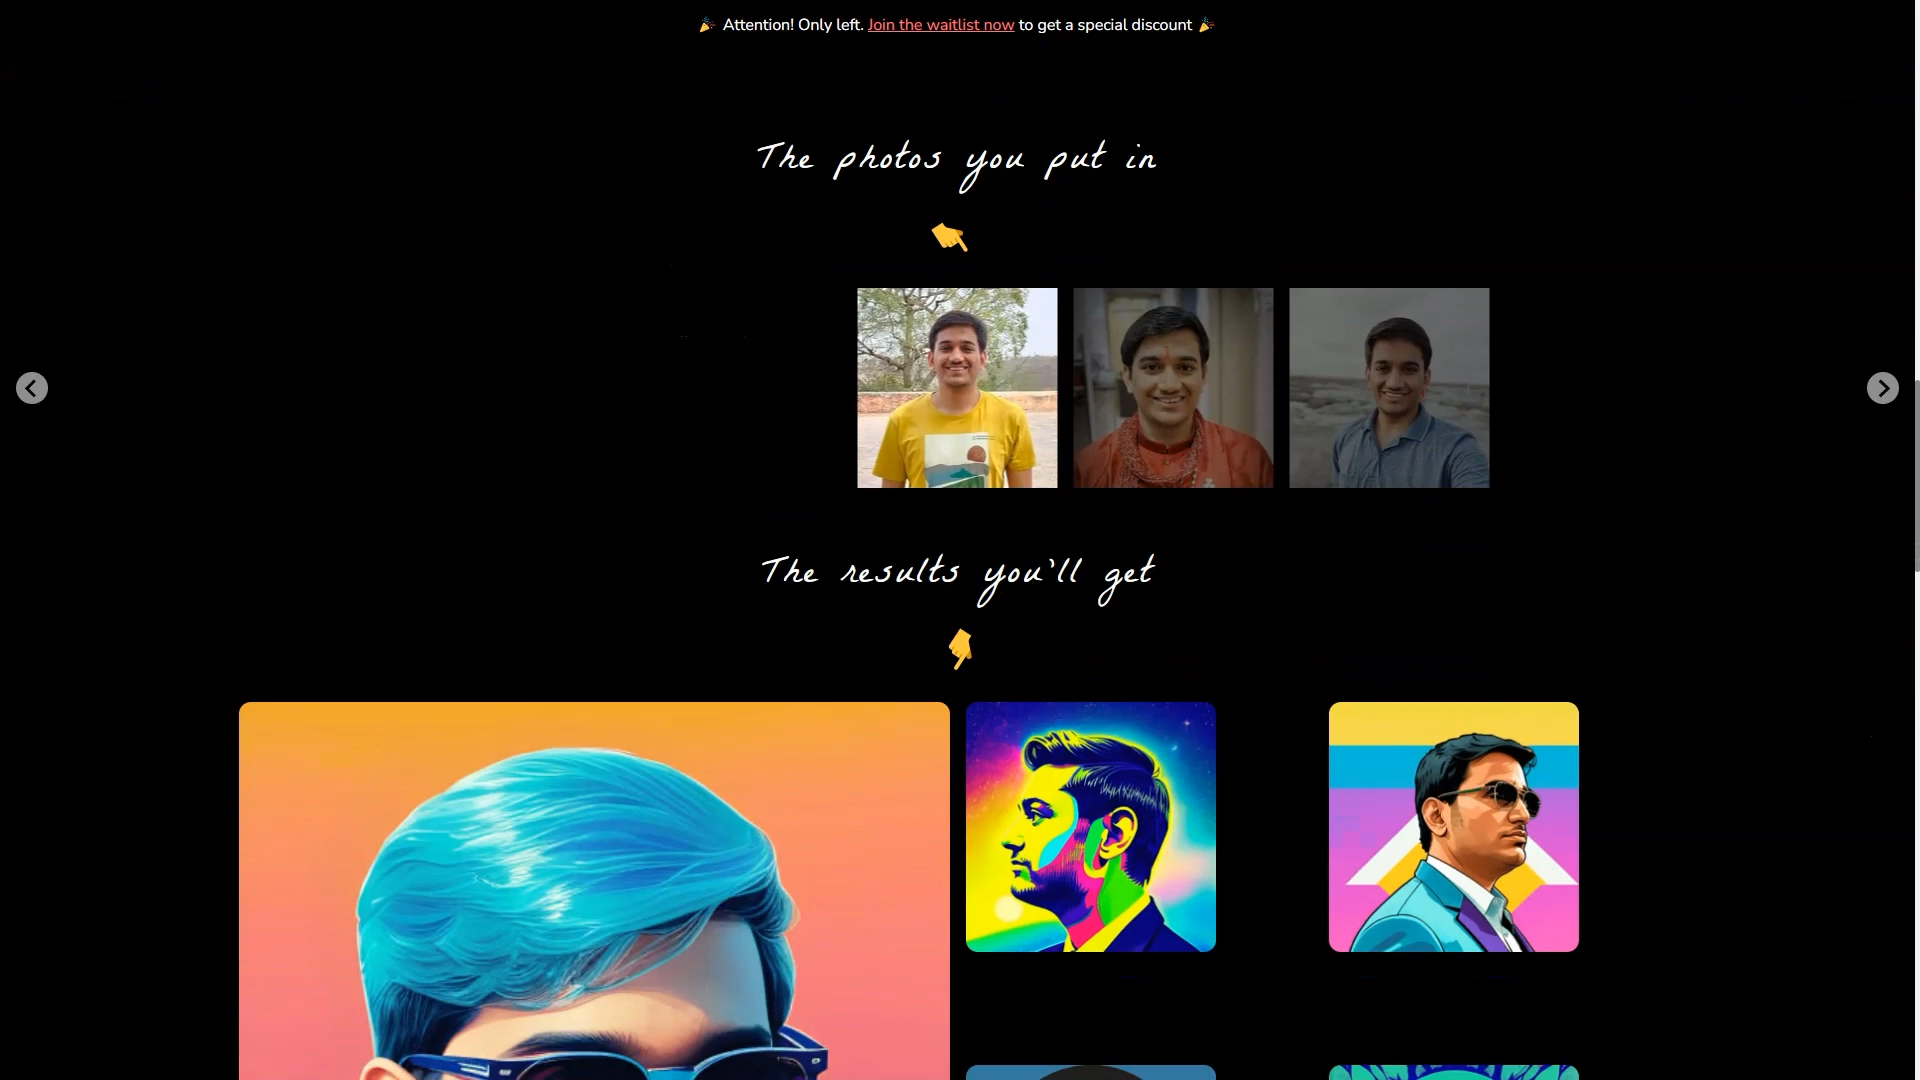 🎉 Attention! Only left. Join the waitlist now to get a special discount 🎉
The photos you put in
The results you'll get